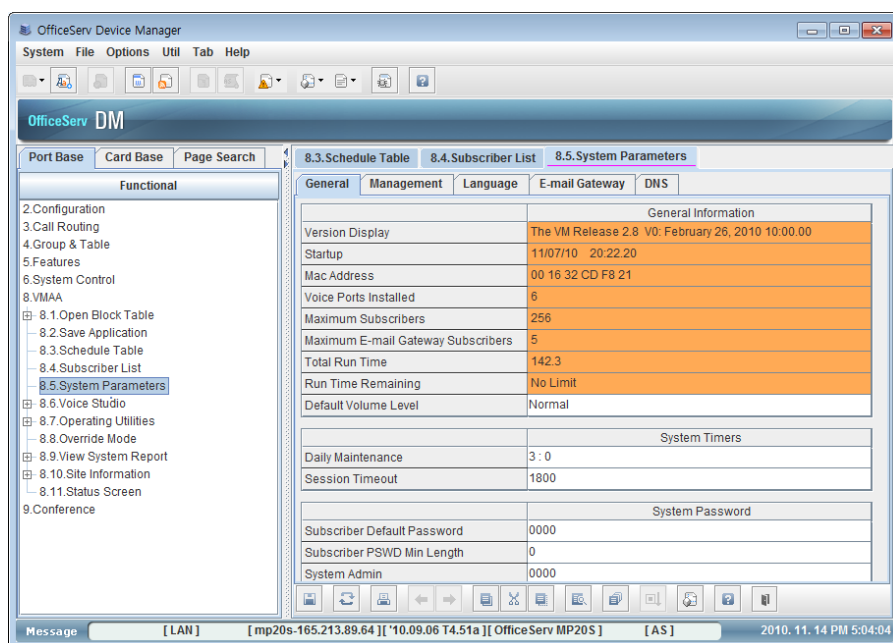 OfficeServ Device Manager
System File Options Util Tab Help
OfficeServ DM
Port Base Card Base Page Search
Functional
2.Configuration
3.Call Routing
4.Group & Table
5.Features
6.System Control
8.VMAA
8.1.Open Block Table
8.2.Save Application
8.3.Schedule Table
8.4.Subscriber List
8.5.System Parameters
8.6.Voice Studio
8.7.Operating Utilities
8.8.Override Mode
8.9.View System Report
8.10.Site Information
8.11.Status Screen
9.Conference
8.3.Schedule Table 8.4.Subscriber List 8.5.System Parameters
General Management Language E-mail Gateway DNS
General Information
Version Display The VM Release 2.8 V0: February 26, 2010 10:00.00
Startup 11/07/10 20:22.20
Mac Address 00 16 32 CD F8 21
Voice Ports Installed 6
Maximum Subscribers 256
Maximum E-mail Gateway Subscribers 5
Total Run Time 142.3
Run Time Remaining No Limit
Default Volume Level Normal
System Timers
Daily Maintenance 3 : 0
Session Timeout 1800
System Password
Subscriber Default Password 0000
Subscriber PSWD Min Length 0
System Admin 0000
Message [ LAN ] [ mp20s-165.213.89.64 ][ '10.09.06 T4.51a ][ OfficeServ MP20S ] [ AS ] 2010. 11. 14 PM 5:04:04